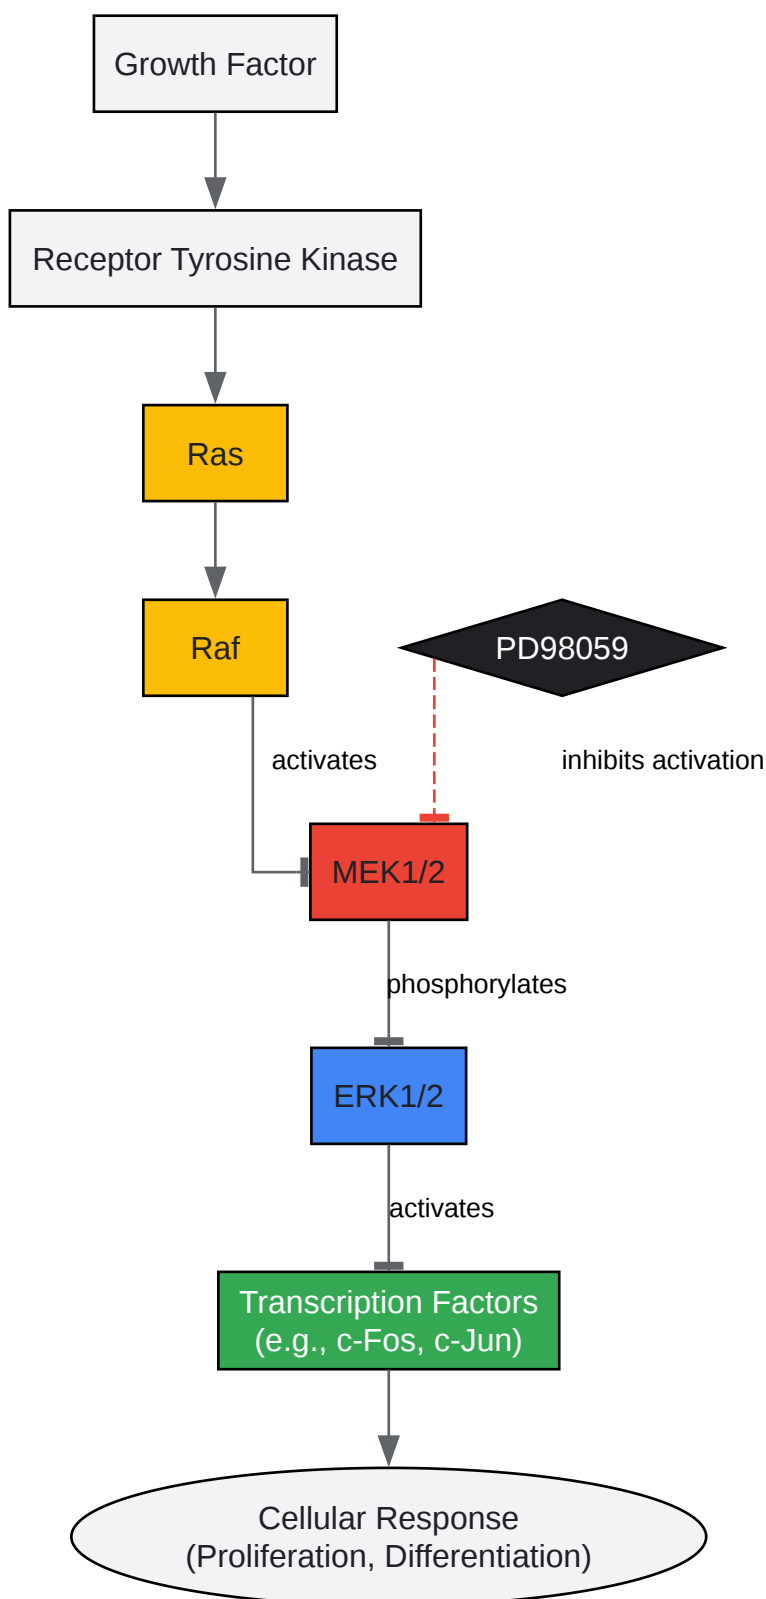 Growth Factor
Receptor Tyrosine Kinase
Ras
Raf
PD98059
activates
inhibits activation
MEK1/2
phosphorylates
ERK1/2
activates
Transcription Factors
(e.g., c-Fos, c-Jun)
Cellular Response
(Proliferation, Differentiation)